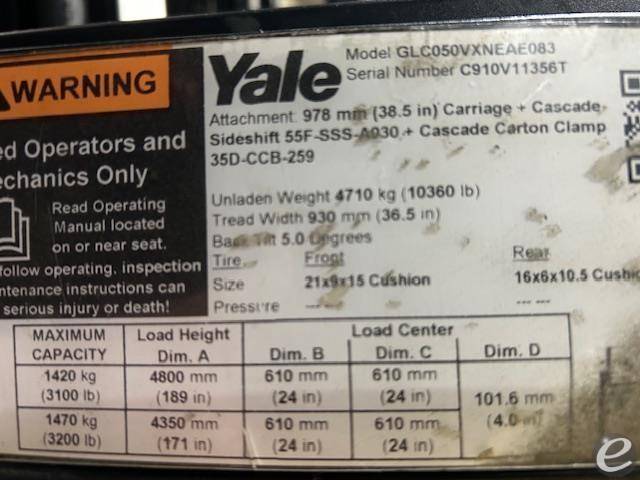 WARNING
ed Operators and
echanics Only
Read Operating
Manual located
on or near seat.
follow operating, inspection
ntenance instructions can
serious injury or death!
Yale
Model GLC050VXNEAE083
Serial Number C910V11356T
Attachment: 978 mm (38.5 in) Carriage + Cascade
Sideshift 55F-SSS-A030 + Cascade Carton Clamp
35D-CCB-259
Unladen Weight 4710 kg (10360 lb)
Tread Width 930 mm (36.5 in)
Back Tilt 5.0 Degrees
Tire Front Rear
Size 21x9x15 Cushion 16x6x10.5 Cushio
Pressure --- --- --- ---
MAXIMUM CAPACITY Load Height Dim. A Load Center
Dim. B Dim. C Dim. D
1420 kg 4800 mm 610 mm 610 mm
(3100 lb) (189 in) (24 in) (24 in)
101.6 mm
(4.0 in)
1470 kg 4350 mm 610 mm 610 mm
(3200 lb) (171 in) (24 in) (24 in)
e